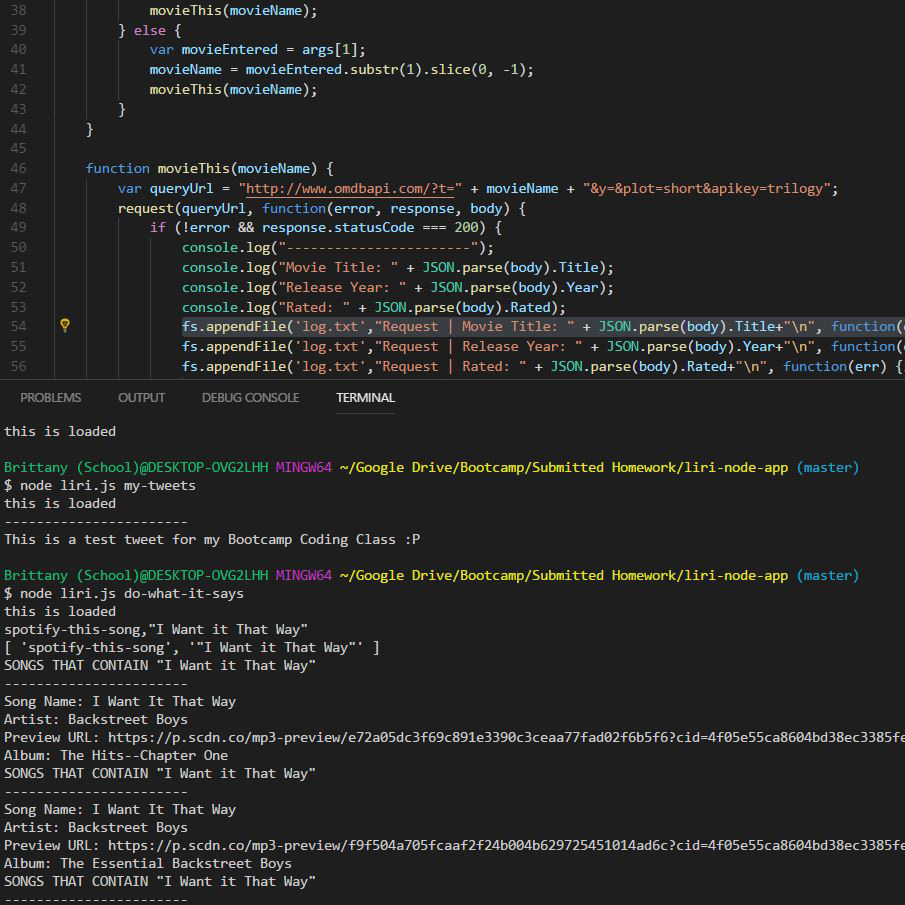 38 movieThis(movieName);
39 } else {
40 var movieEntered = args[1];
41 movieName = movieEntered.substr(1).slice(0, -1);
42 movieThis(movieName);
43 }
44 }
45
46 function movieThis(movieName) {
47 var queryUrl = "http://www.omdbapi.com/?t=" + movieName + "&y=&plot=short&apikey=trilogy";
48 request(queryUrl, function(error, response, body) {
49 if (!error && response.statusCode === 200) {
50 console.log("-----------------------");
51 console.log("Movie Title: " + JSON.parse(body).Title);
52 console.log("Release Year: " + JSON.parse(body).Year);
53 console.log("Rated: " + JSON.parse(body).Rated);
54 fs.appendFile('log.txt',"Request | Movie Title: " + JSON.parse(body).Title+"\n", function(
55 fs.appendFile('log.txt',"Request | Release Year: " + JSON.parse(body).Year+"\n", function(
56 fs.appendFile('log.txt',"Request | Rated: " + JSON.parse(body).Rated+"\n", function(err) {
PROBLEMS OUTPUT DEBUG CONSOLE TERMINAL
this is loaded
Brittany (School)@DESKTOP-OVG2LHH MINGW64 ~/Google Drive/Bootcamp/Submitted Homework/liri-node-app (master)
$ node liri.js my-tweets
this is loaded
-----------------------
This is a test tweet for my Bootcamp Coding Class :P
Brittany (School)@DESKTOP-OVG2LHH MINGW64 ~/Google Drive/Bootcamp/Submitted Homework/liri-node-app (master)
$ node liri.js do-what-it-says
this is loaded
spotify-this-song,"I Want it That Way"
[ 'spotify-this-song', '"I Want it That Way"' ]
SONGS THAT CONTAIN "I Want it That Way"
-----------------------
Song Name: I Want It That Way
Artist: Backstreet Boys
Preview URL: https://p.scdn.co/mp3-preview/e72a05dc3f69c891e3390c3ceaa77fad02f6b5f6?cid=4f05e55ca8604bd38ec3385fe
Album: The Hits--Chapter One
SONGS THAT CONTAIN "I Want it That Way"
-----------------------
Song Name: I Want It That Way
Artist: Backstreet Boys
Preview URL: https://p.scdn.co/mp3-preview/f9f504a705fcaaf2f24b004b629725451014ad6c?cid=4f05e55ca8604bd38ec3385fe
Album: The Essential Backstreet Boys
SONGS THAT CONTAIN "I Want it That Way"
-----------------------